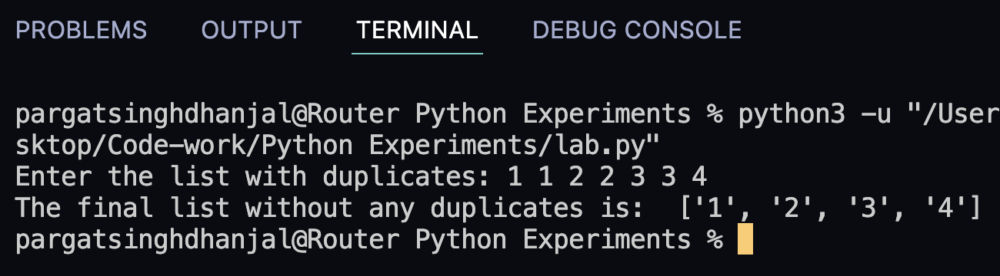 PROBLEMS OUTPUT TERMINAL DEBUG CONSOLE
pargatsinghdhanjal@Router Python Experiments % python3 -u "/User
sktop/Code-work/Python Experiments/lab.py"
Enter the list with duplicates: 1 1 2 2 3 3 4
The final list without any duplicates is:  ['1', '2', '3', '4']
pargatsinghdhanjal@Router Python Experiments %